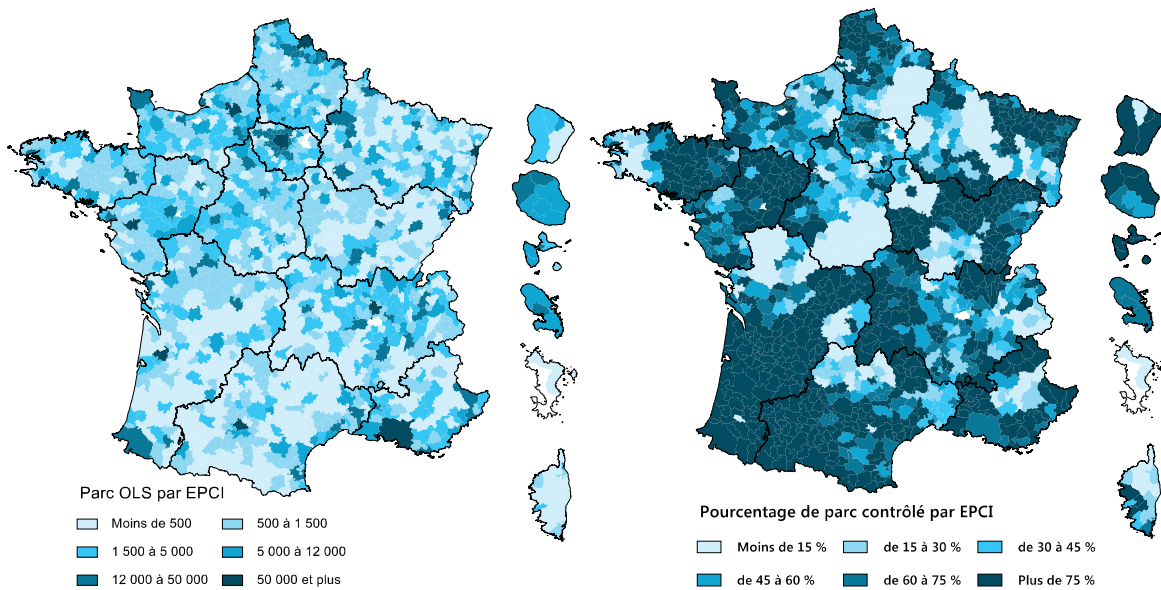 Parc OLS par EPCI
Moins de 500
500 à 1 500
1 500 à 5 000
5 000 à 12 000
12 000 à 50 000
50 000 et plus
Pourcentage de parc contrôlé par EPCI
Moins de 15 %
de 15 à 30 %
de 30 à 45 %
de 45 à 60 %
de 60 à 75 %
Plus de 75 %